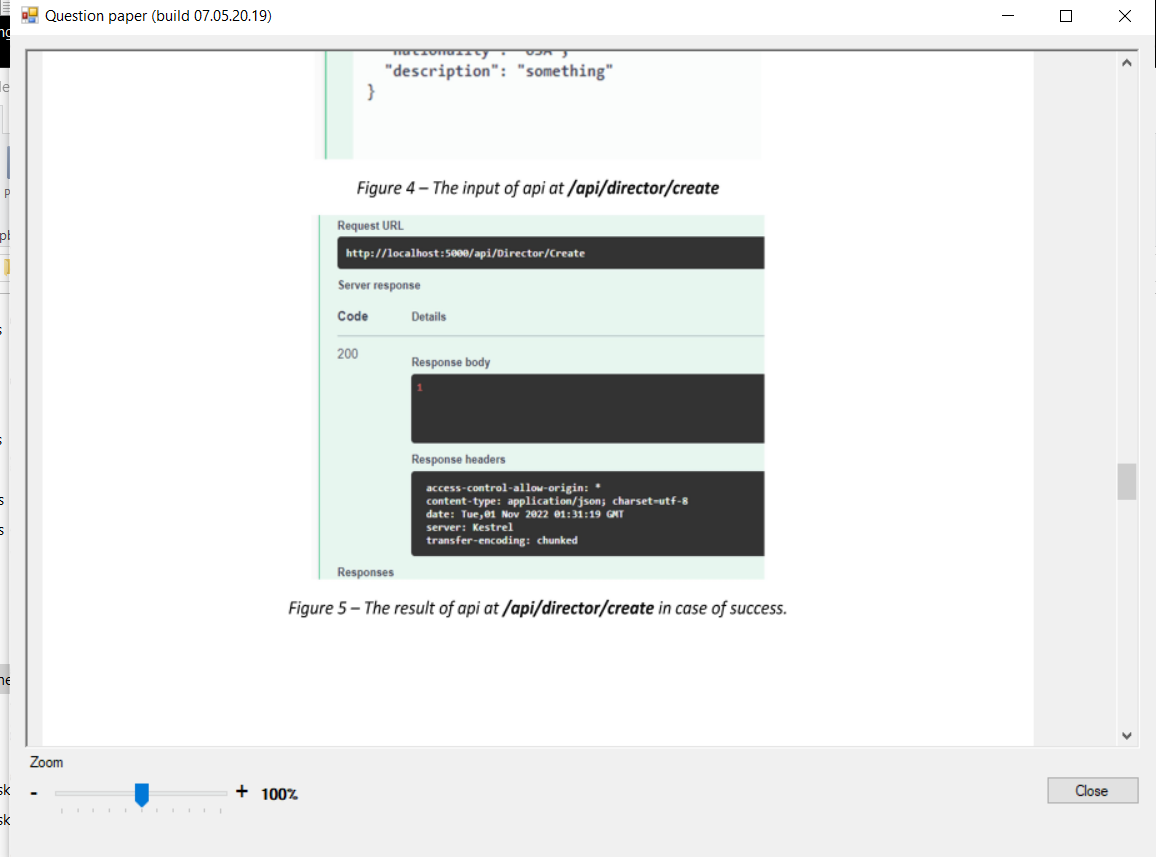 Question paper (build 07.05.20.19)
"nationality": "USA",
"description": "something"
}
Figure 4 – The input of api at /api/director/create
Request URL
http://localhost:5000/api/Director/Create
Server response
Code Details
200
Response body
1
Response headers
access-control-allow-origin: *
content-type: application/json; charset=utf-8
date: Tue,01 Nov 2022 01:31:19 GMT
server: Kestrel
transfer-encoding: chunked
Responses
Figure 5 – The result of api at /api/director/create in case of success.
Zoom
- + 100%
Close